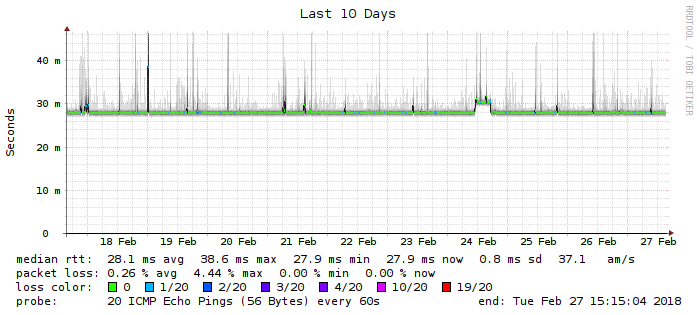 Last 10 Days
RRDTOOL / TOBI OETIKER
Seconds
40 m
30 m
20 m
10 m
0
18 Feb 19 Feb 20 Feb 21 Feb 22 Feb 23 Feb 24 Feb 25 Feb 26 Feb 27 Feb
median rtt: 28.1 ms avg 38.6 ms max 27.9 ms min 27.9 ms now 0.8 ms sd 37.1 am/s
packet loss: 0.26 % avg 4.44 % max 0.00 % min 0.00 % now
loss color: 0 1/20 2/20 3/20 4/20 10/20 19/20
probe: 20 ICMP Echo Pings (56 Bytes) every 60s end: Tue Feb 27 15:15:04 2018